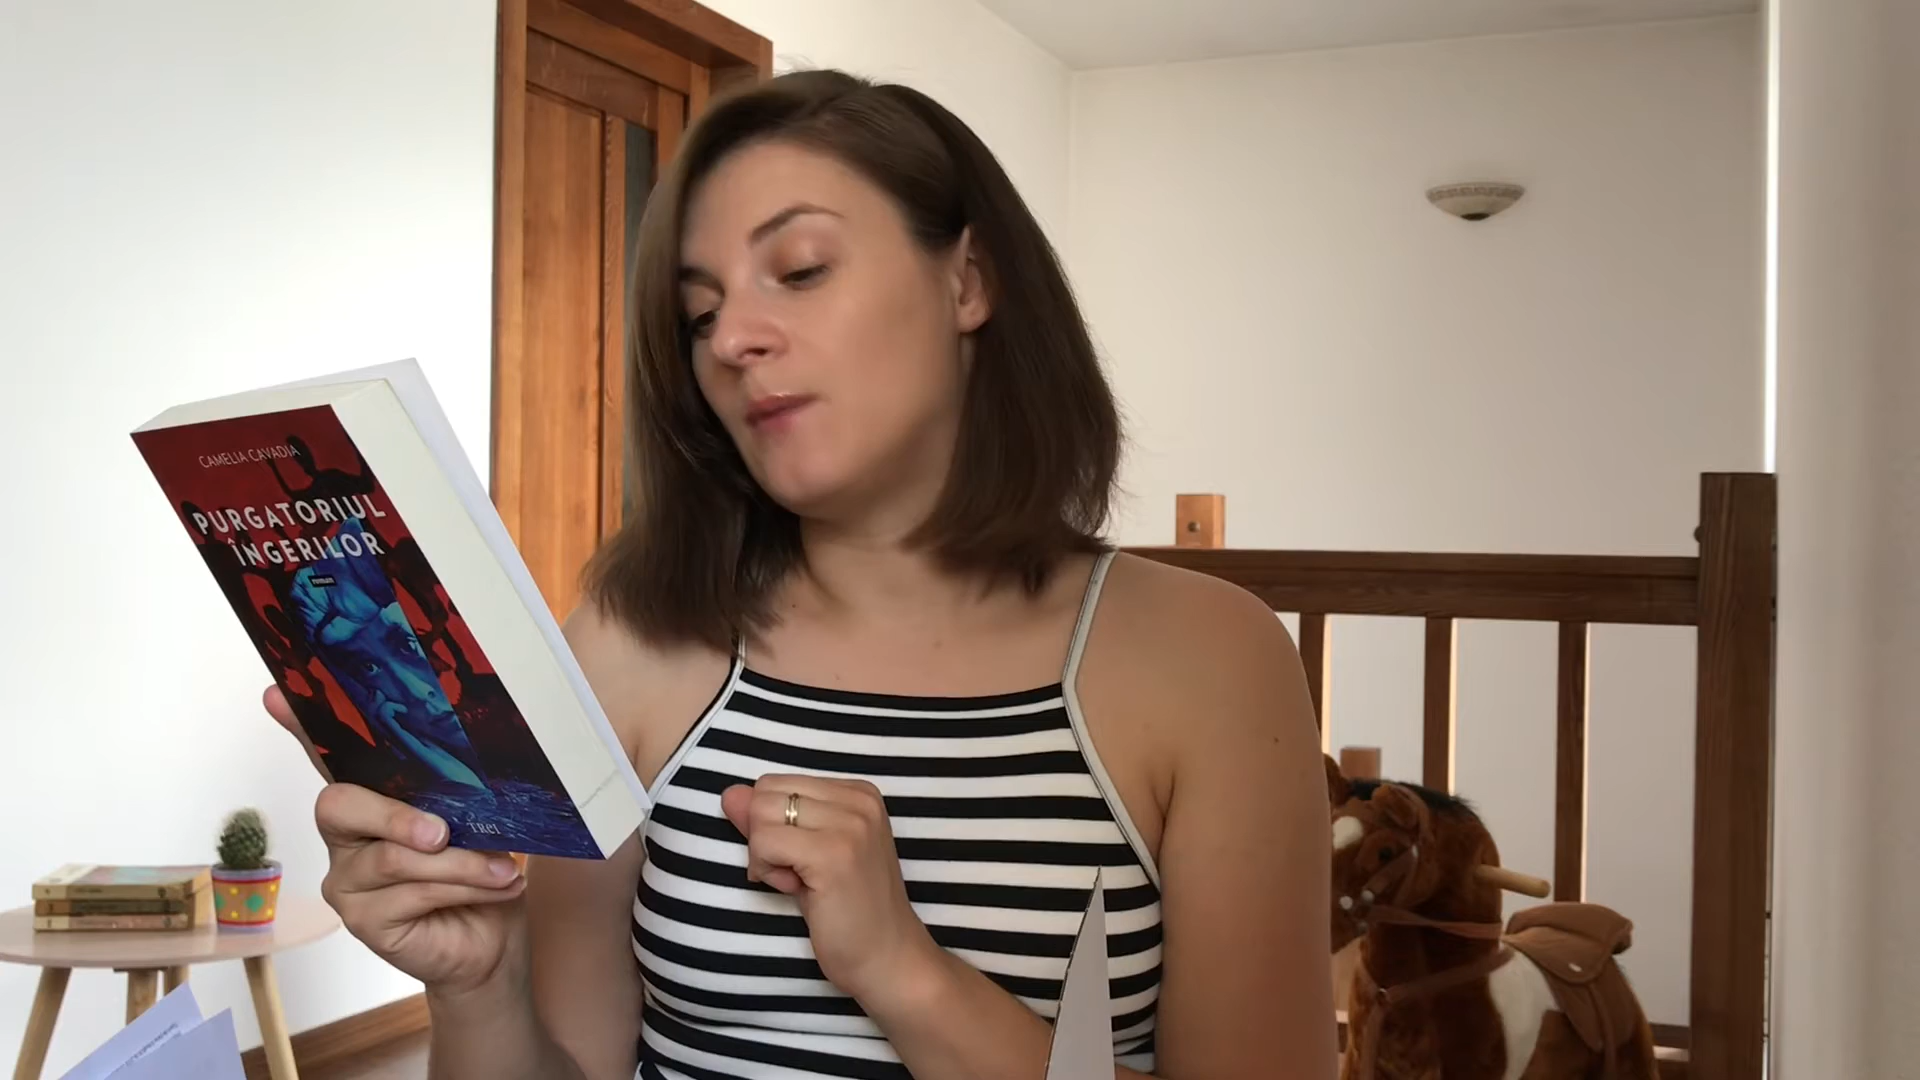 CAMELIA CAVADIA
PURGATORIUL
ÎNGERILOR
roman
TREI